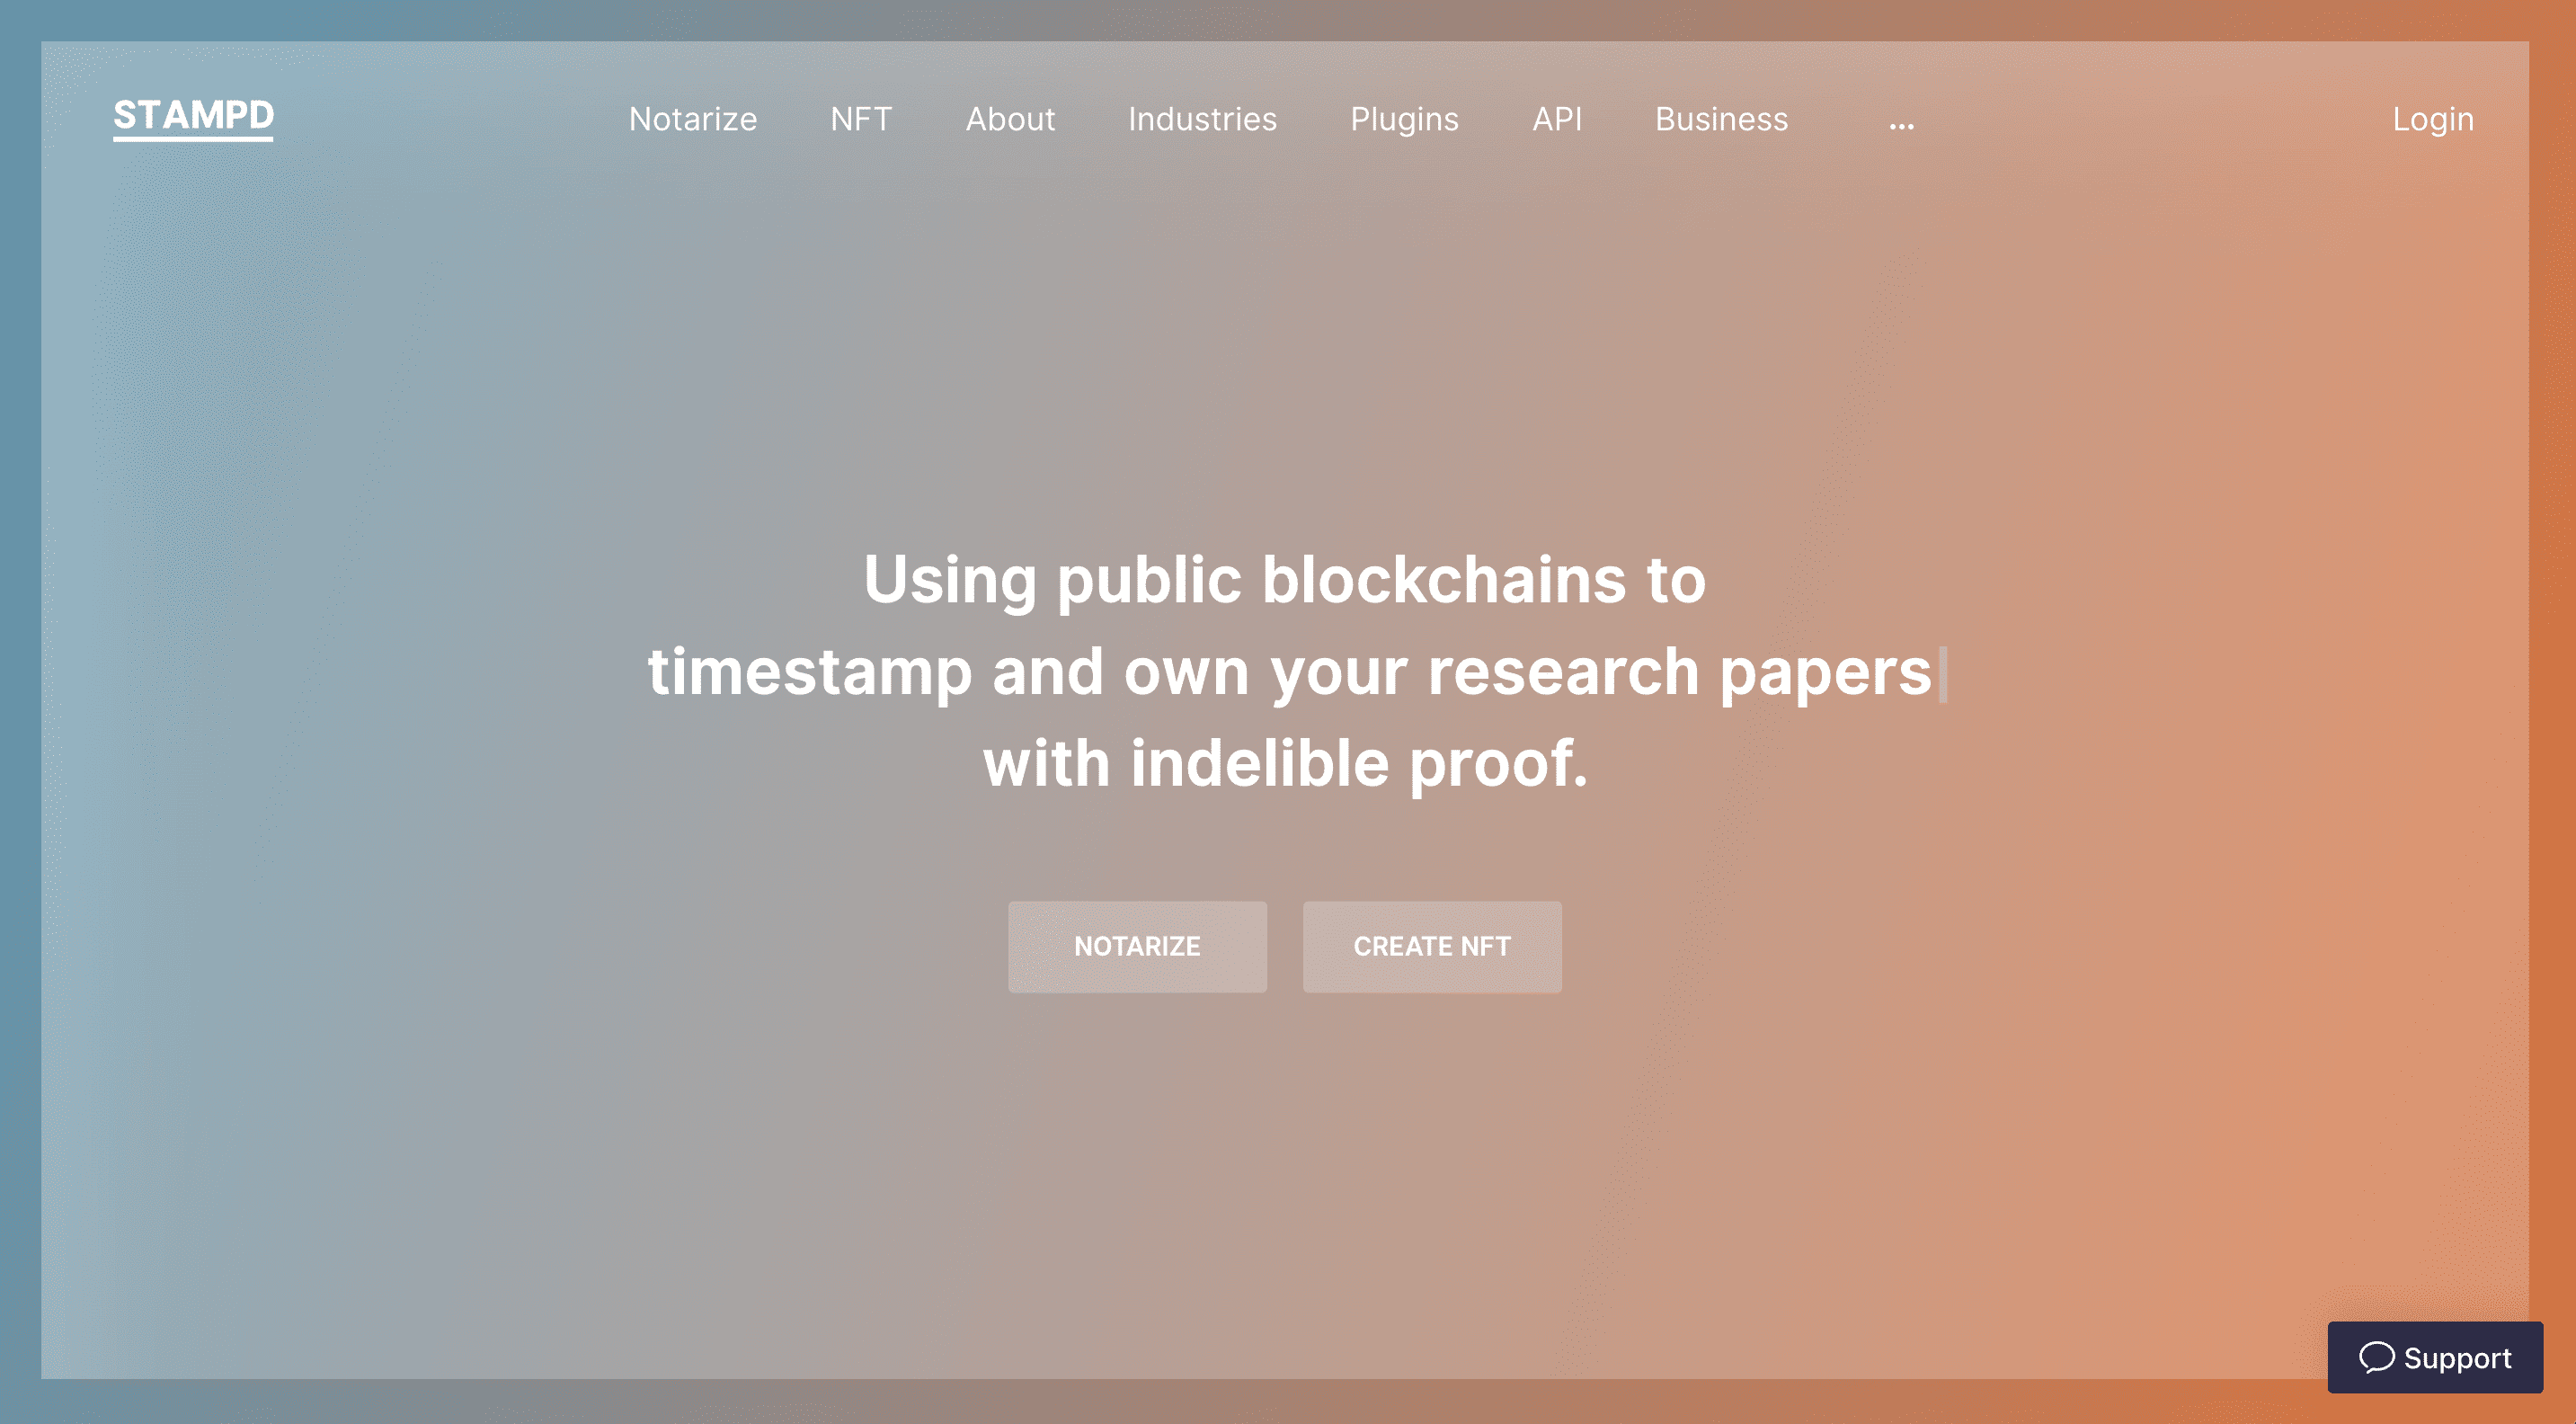 STAMPD
Notarize NFT About Industries Plugins API Business ... Login
Using public blockchains to
timestamp and own your research papers
with indelible proof.
NOTARIZE CREATE NFT
Support